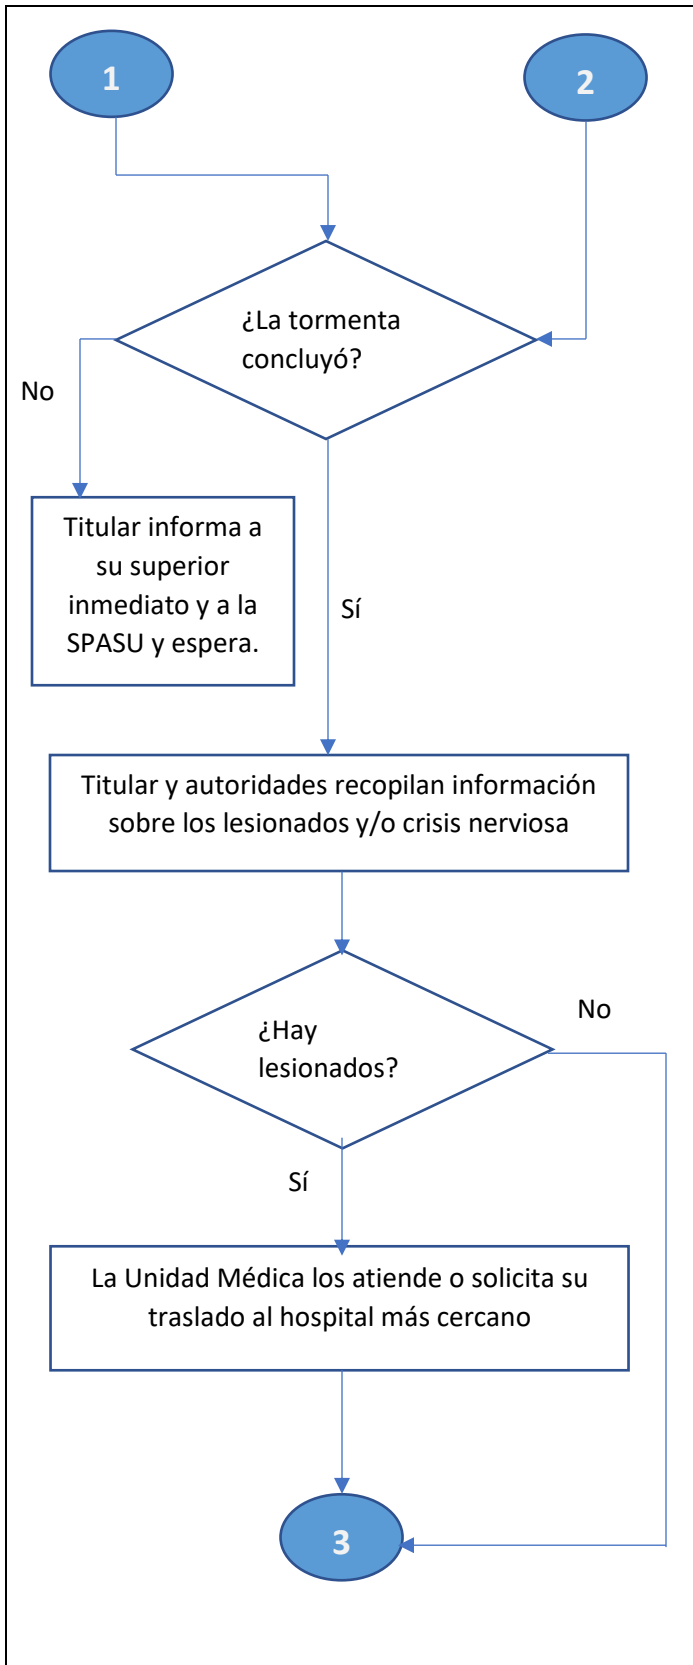 1
2
¿La tormenta
concluyó?
No
Titular informa a
su superior
inmediato y a la
SPASU y espera.
Sí
Titular y autoridades recopilan información
sobre los lesionados y/o crisis nerviosa
No
¿Hay
lesionados?
Sí
La Unidad Médica los atiende o solicita su
traslado al hospital más cercano
3